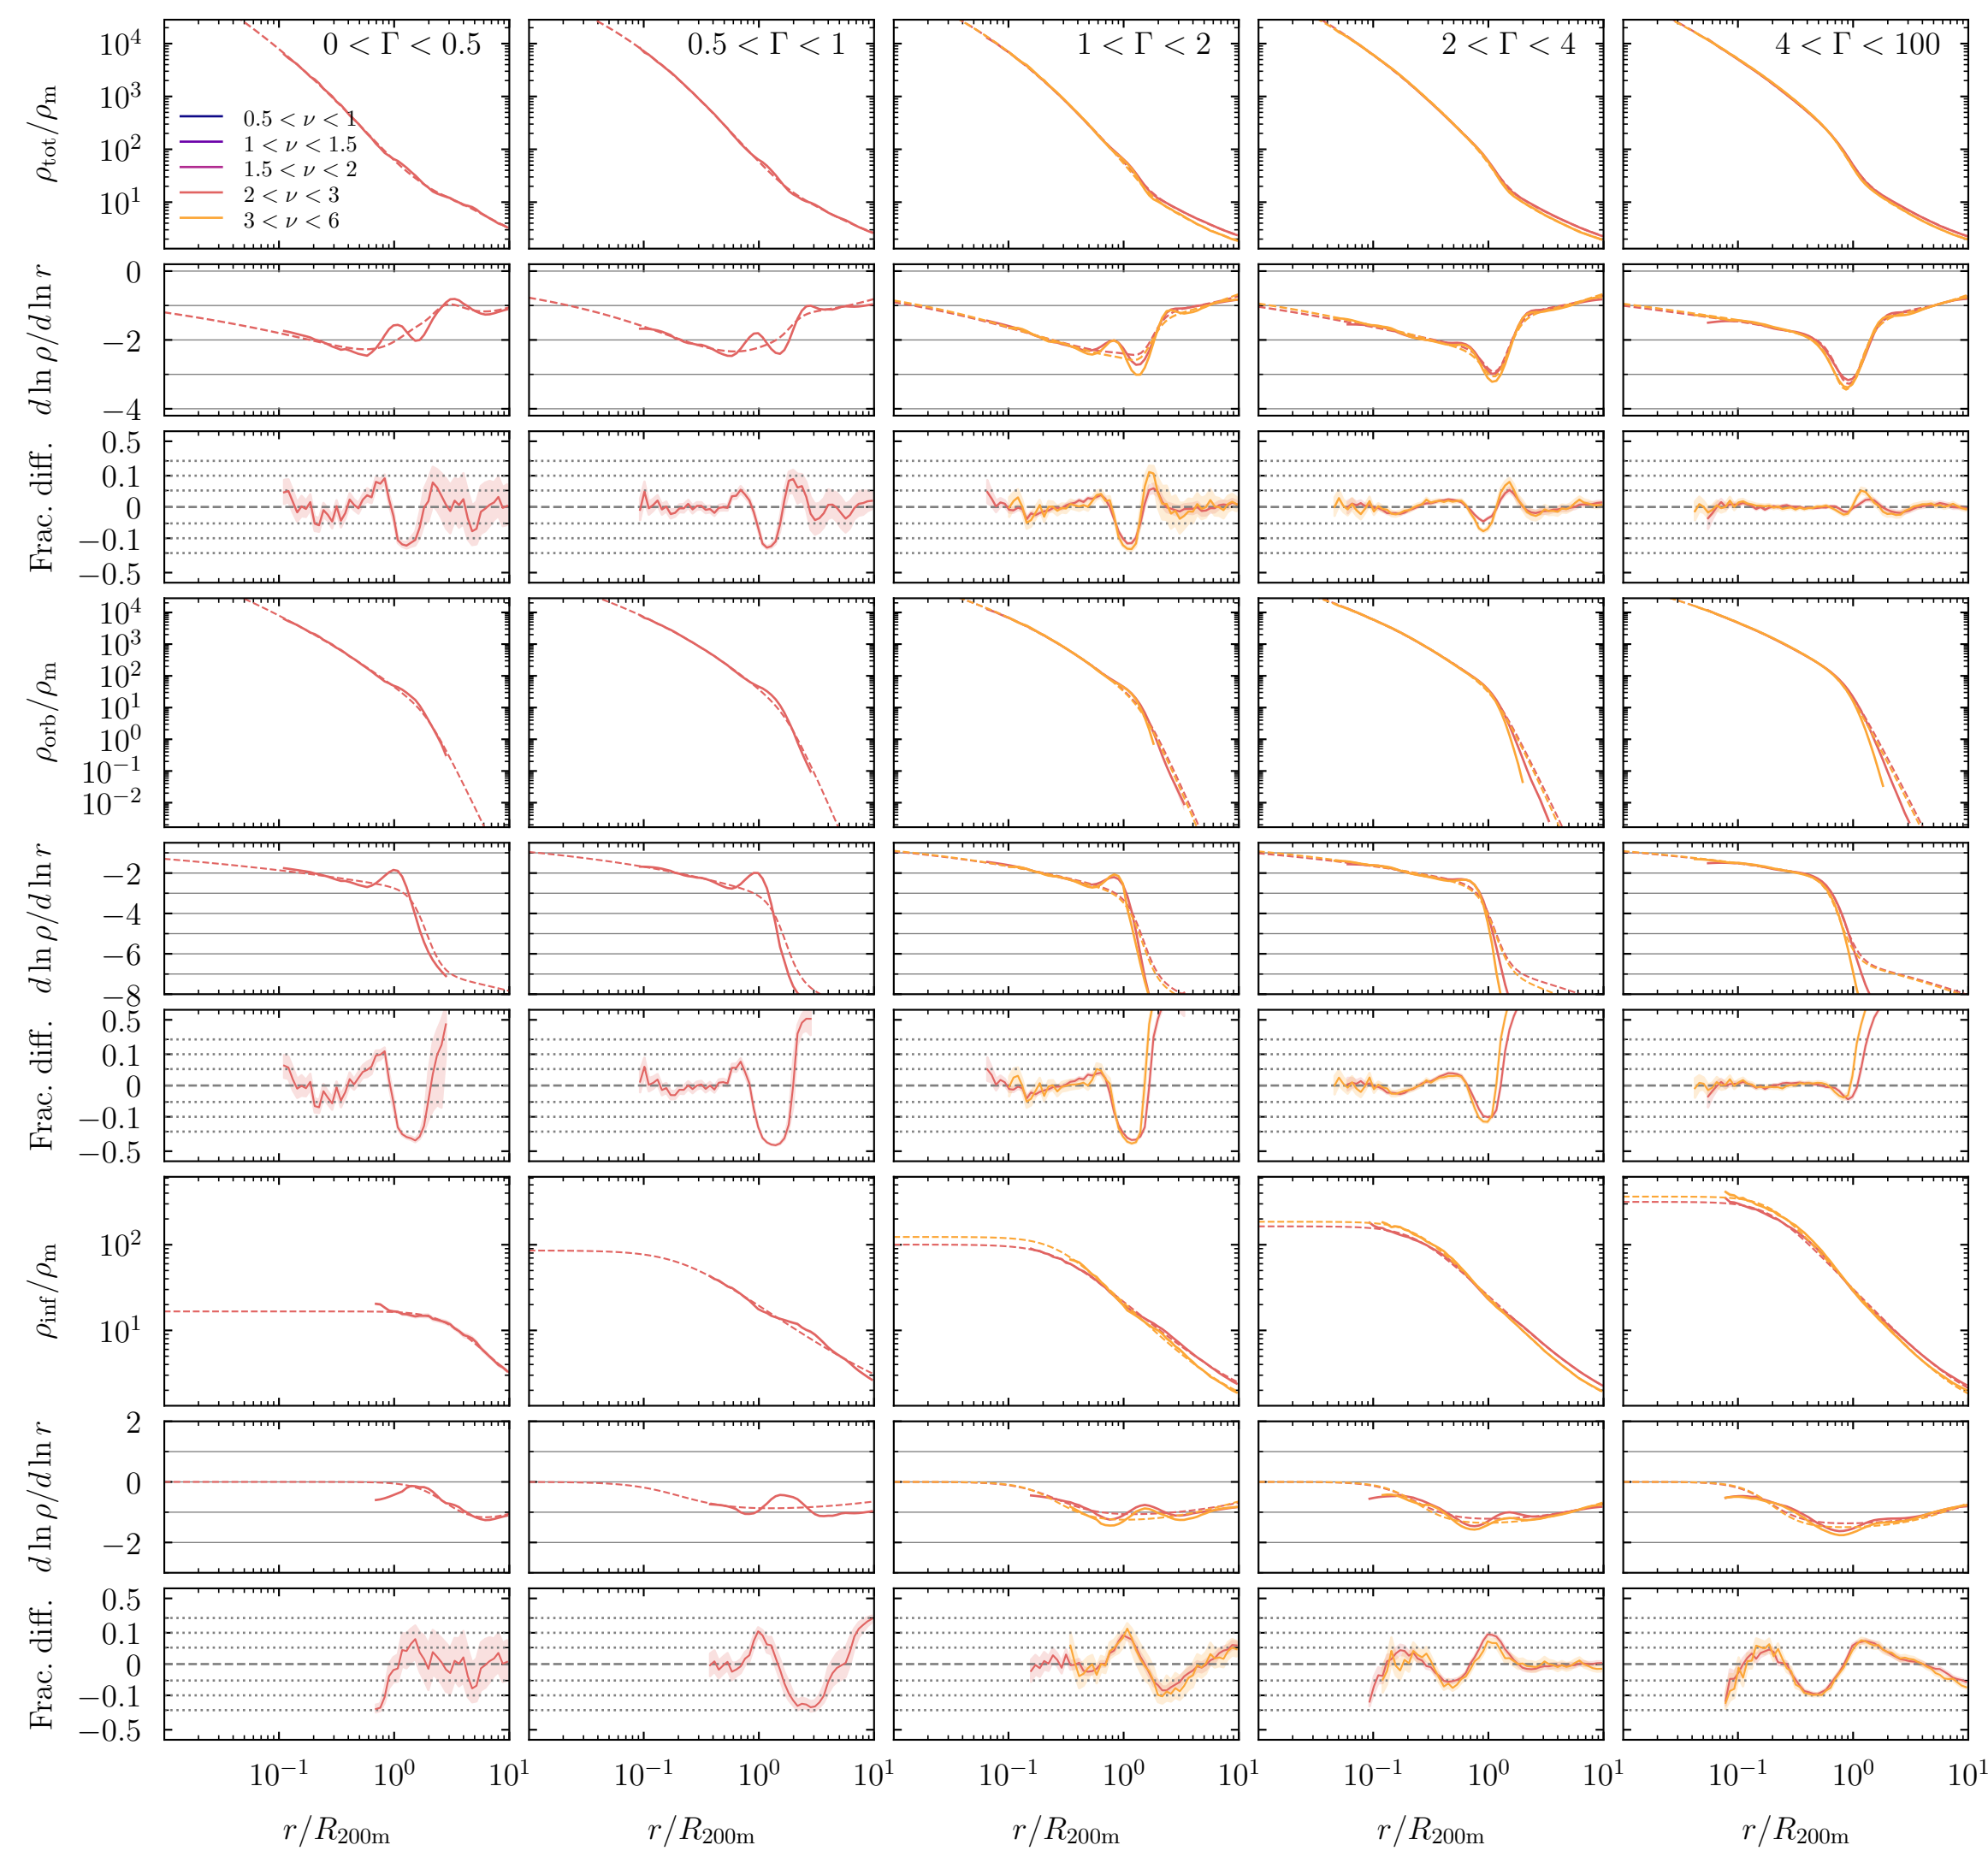 0 < Γ < 0.5
0.5 < Γ < 1
1 < Γ < 2
2 < Γ < 4
4 < Γ < 100
ρ_tot/ρ_m
10^4
10^3
10^2
10^1
0.5 < ν < 1
1 < ν < 1.5
1.5 < ν < 2
2 < ν < 3
3 < ν < 6
d ln ρ/d ln r
0
−2
−4
Frac. diff.
0.5
0.1
0
−0.1
−0.5
ρ_orb/ρ_m
10^4
10^3
10^2
10^1
10^0
10^−1
10^−2
d ln ρ/d ln r
−2
−4
−6
−8
Frac. diff.
0.5
0.1
0
−0.1
−0.5
ρ_inf/ρ_m
10^2
10^1
d ln ρ/d ln r
2
0
−2
Frac. diff.
0.5
0.1
0
−0.1
−0.5
10^−1 10^0 10^1
10^−1 10^0 10^1
10^−1 10^0 10^1
10^−1 10^0 10^1
10^−1 10^0 10^1
r/R_200m
r/R_200m
r/R_200m
r/R_200m
r/R_200m